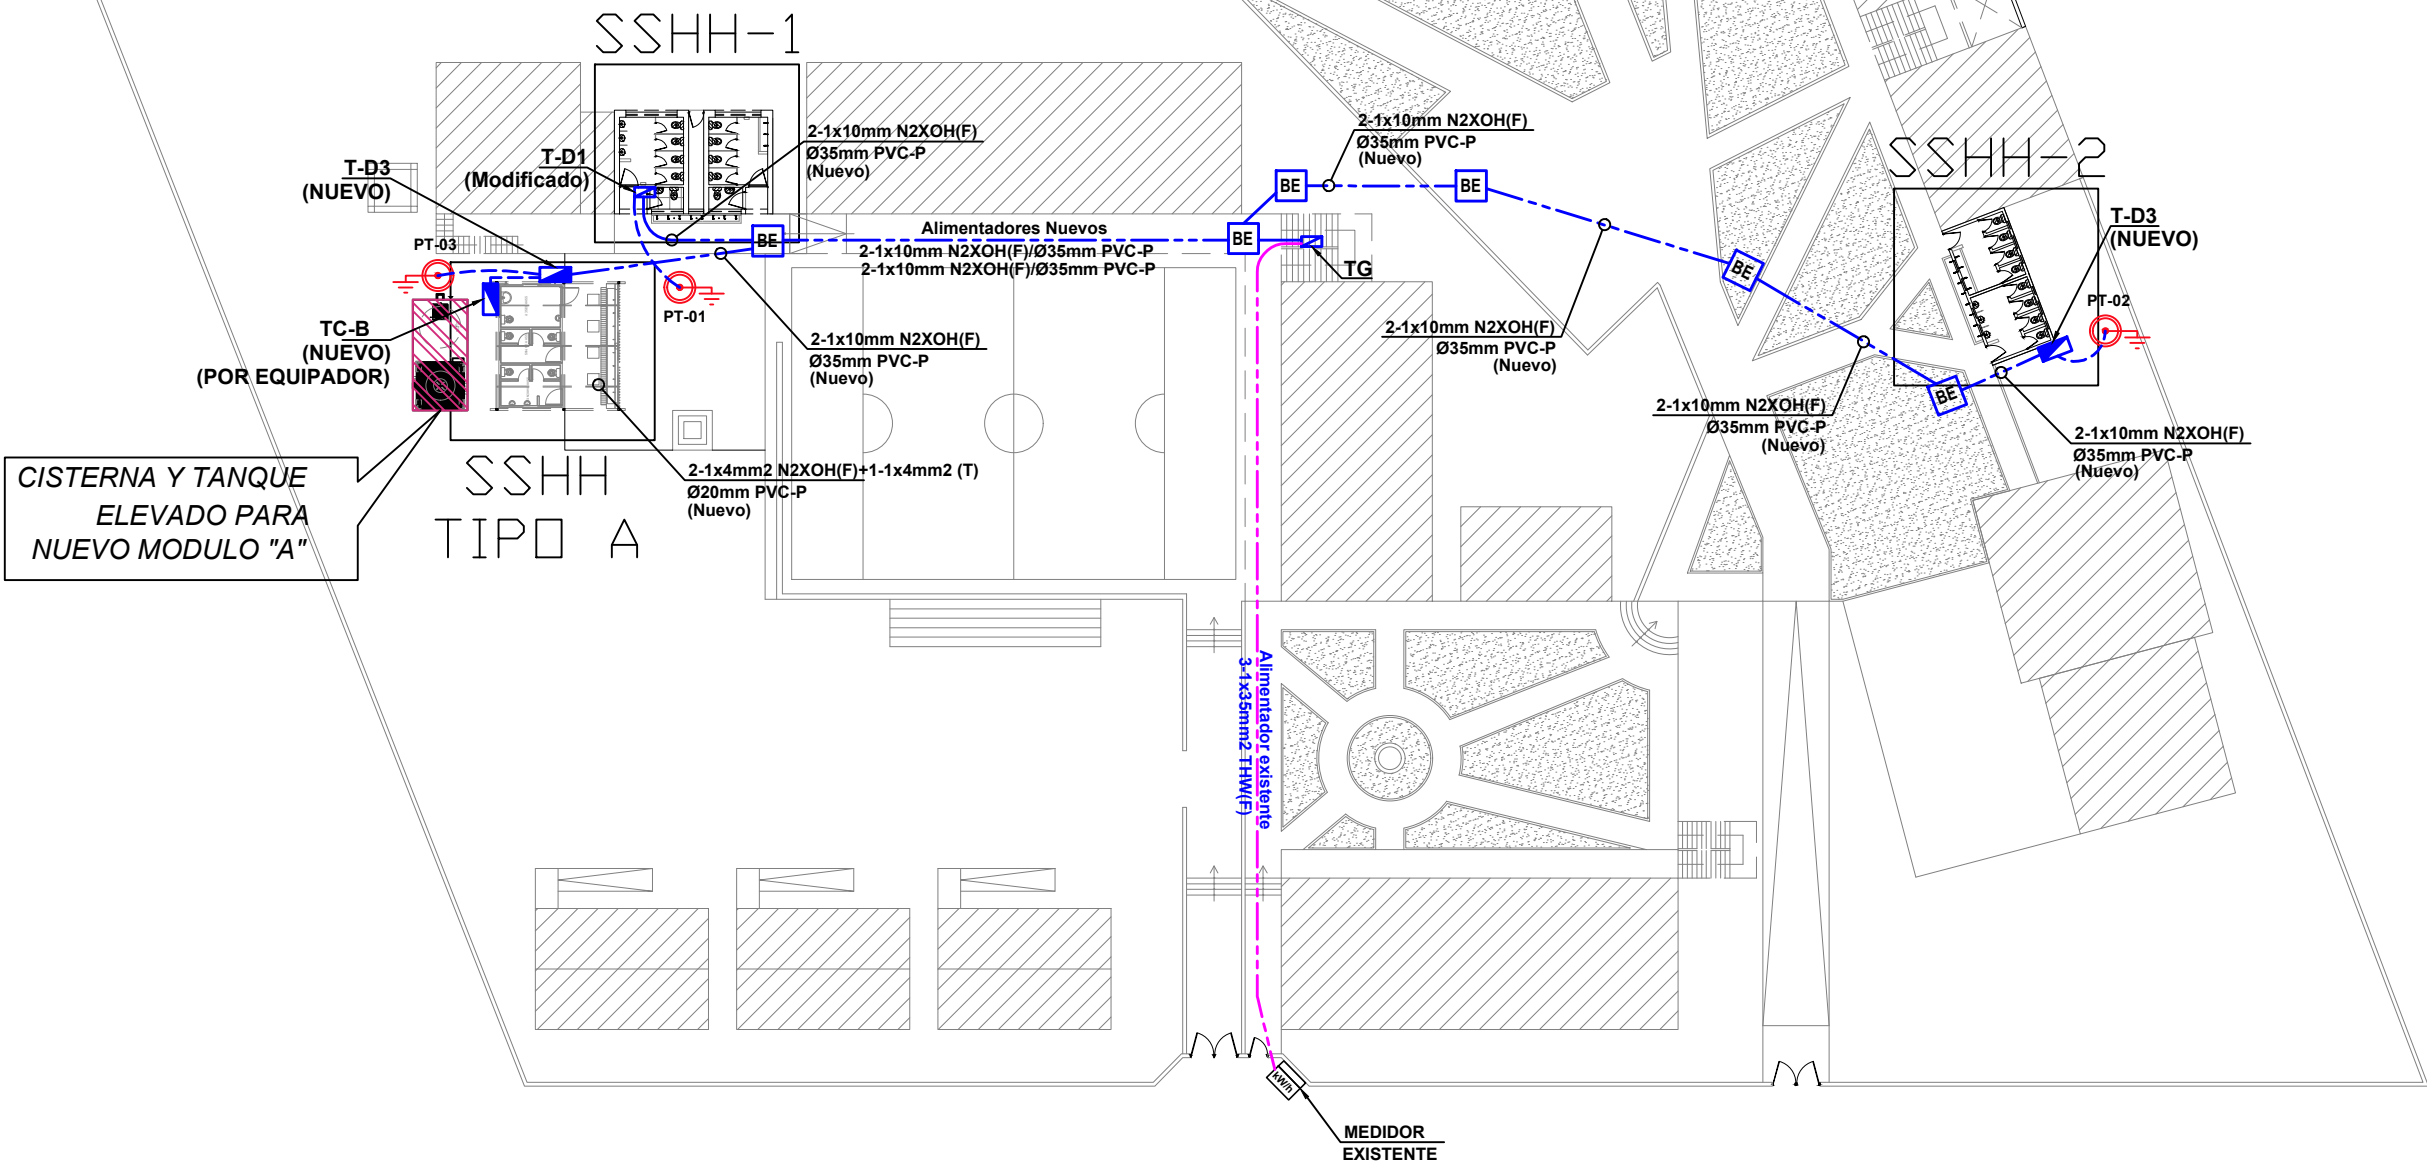 SSHH-1
2-1x10mm N2XOH(F)
Ø35mm PVC-P
(Nuevo)
2-1x10mm N2XOH(F)
Ø35mm PVC-P
(Nuevo)
SSHH-2
T-D3
(NUEVO)
T-D1
(Modificado)
BE
BE
T-D3
(NUEVO)
PT-03
BE
Alimentadores Nuevos
2-1x10mm N2XOH(F)/Ø35mm PVC-P
2-1x10mm N2XOH(F)/Ø35mm PVC-P
BE
TG
BE
PT-02
PT-01
TC-B
(NUEVO)
(POR EQUIPADOR)
2-1x10mm N2XOH(F)
Ø35mm PVC-P
(Nuevo)
2-1x10mm N2XOH(F)
Ø35mm PVC-P
(Nuevo)
BE
2-1x10mm N2XOH(F)
Ø35mm PVC-P
(Nuevo)
2-1x10mm N2XOH(F)
Ø35mm PVC-P
(Nuevo)
CISTERNA Y TANQUE
ELEVADO PARA
NUEVO MODULO "A"
SSHH
TIPO A
2-1x4mm2 N2XOH(F)+1-1x4mm2 (T)
Ø20mm PVC-P
(Nuevo)
Alimentador existente
3-1x35mm2 THW(F)
kW/h
MEDIDOR
EXISTENTE